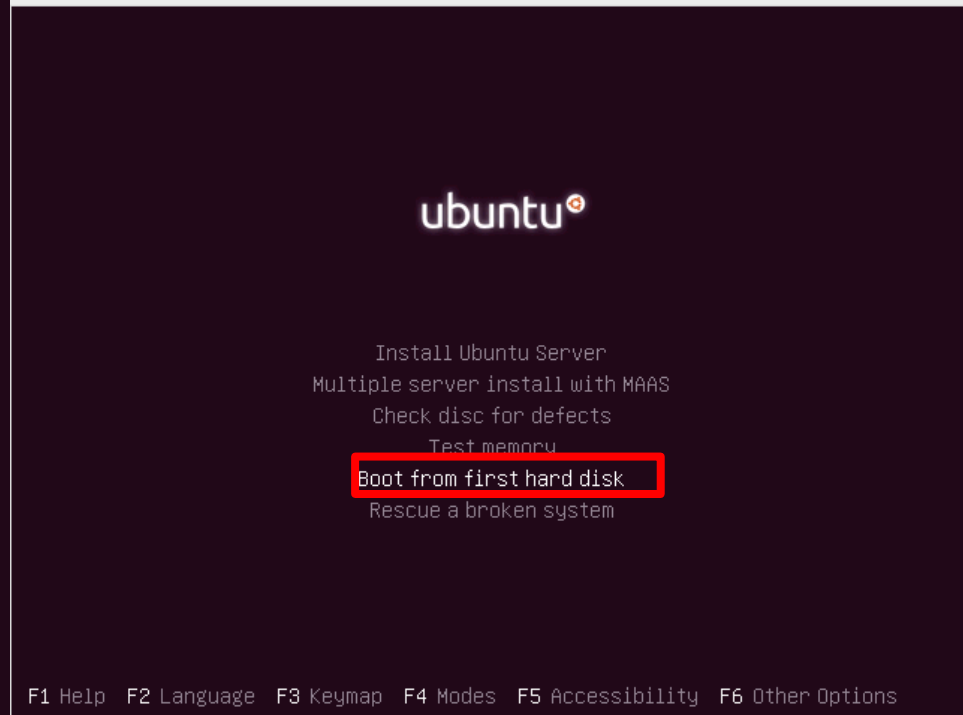 ubuntu
Install Ubuntu Server
Multiple server install with MAAS
Check disc for defects
Test memory
Boot from first hard disk
Rescue a broken system
F1 Help F2 Language F3 Keymap F4 Modes F5 Accessibility F6 Other Options